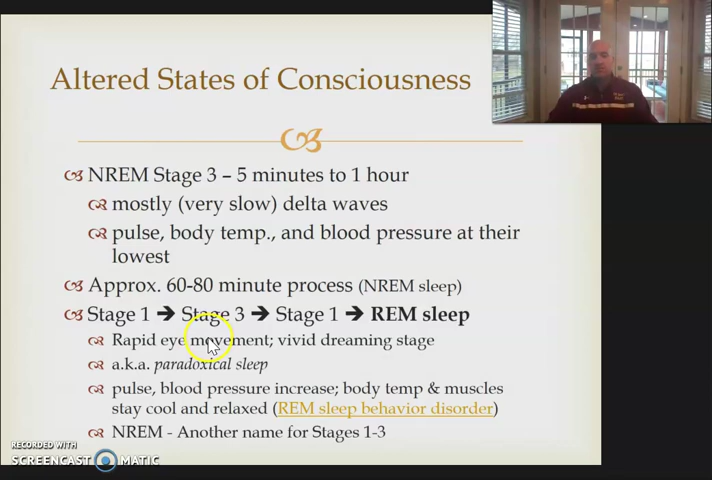 Altered States of Consciousness
NREM Stage 3 – 5 minutes to 1 hour
mostly (very slow) delta waves
pulse, body temp., and blood pressure at their
lowest
Approx. 60-80 minute process (NREM sleep)
Stage 1 ➔ Stage 3 ➔ Stage 1 ➔ REM sleep
Rapid eye movement; vivid dreaming stage
a.k.a. paradoxical sleep
pulse, blood pressure increase; body temp & muscles
stay cool and relaxed (REM sleep behavior disorder)
NREM - Another name for Stages 1-3
RECORDED WITH
SCREENCAST MATIC